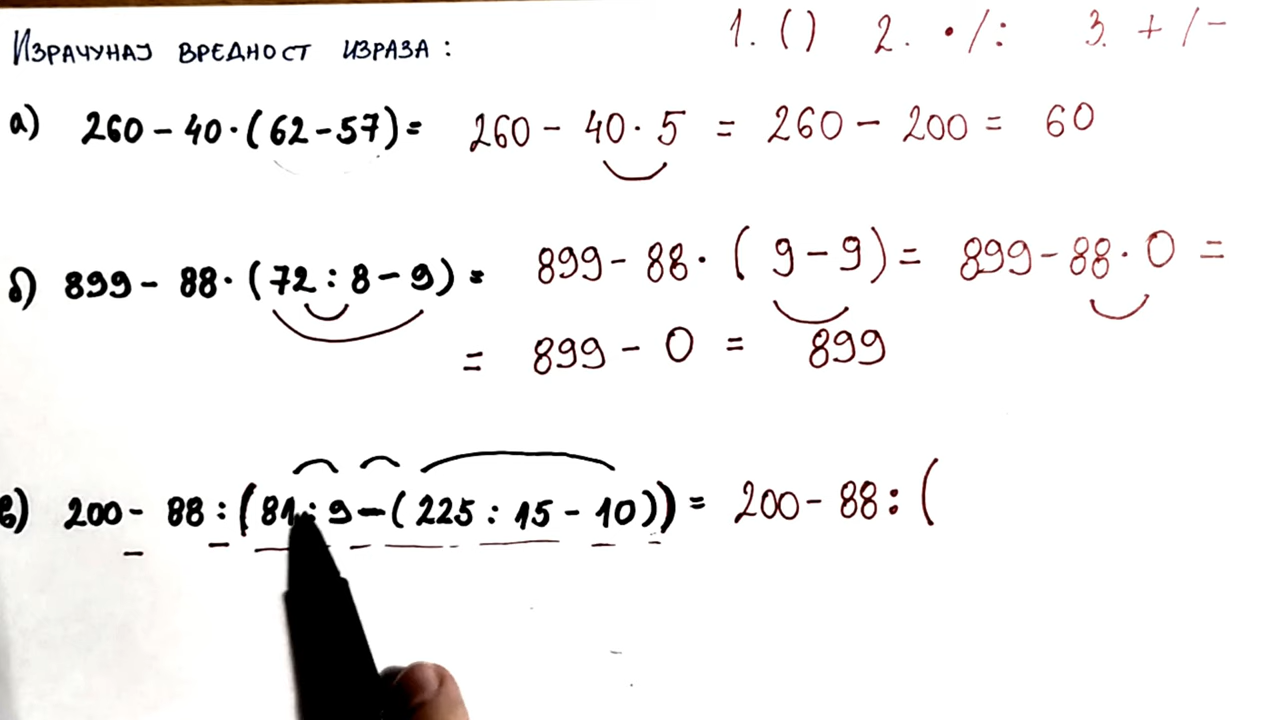 ИЗРАЧУНАЈ ВРЕДНОСТ ИЗРАЗА :
1. ( ) 2. • / : 3. + / -
а) 260 - 40 · ( 62 - 57 ) = 260 - 40 · 5 = 260 - 200 = 60
б) 899 - 88 · ( 72 : 8 - 9 ) = 899 - 88 · ( 9 - 9 ) = 899 - 88 · 0 =
= 899 - 0 = 899
в) 200 - 88 : ( 81 : 9 - ( 225 : 15 - 10 ) ) = 200 - 88 : (